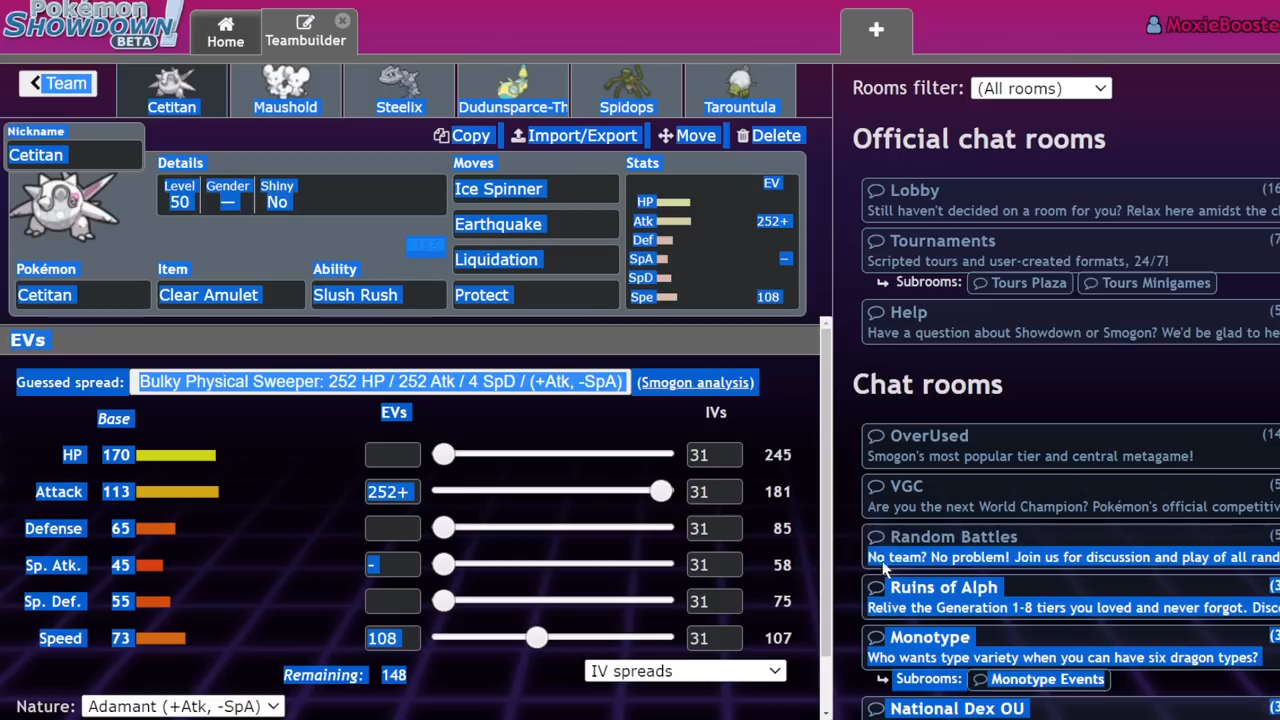 Pokémon
SHOWDOWN!
BETA
Home
Teambuilder
+
MoxieBooste
Team
Cetitan
Maushold
Steelix
Dudunsparce-Th
Spidops
Tarountula
Nickname
Cetitan
Copy
Import/Export
Move
Delete
Details
Moves
Stats
Level
Gender
Shiny
50
—
No
Ice Spinner
Earthquake
Liquidation
Protect
EV
HP
Atk
252+
Def
SpA
–
SpD
Spe
108
Pokémon
Item
Ability
Cetitan
Clear Amulet
Slush Rush
EVs
Guessed spread:
Bulky Physical Sweeper: 252 HP / 252 Atk / 4 SpD / (+Atk, -SpA)
(Smogon analysis)
Base
EVs
IVs
HP 170 31 245
Attack 113 252+ 31 181
Defense 65 31 85
Sp. Atk. 45 - 31 58
Sp. Def. 55 31 75
Speed 73 108 31 107
Remaining: 148
IV spreads
Nature: Adamant (+Atk, -SpA)
Rooms filter: (All rooms)
Official chat rooms
Lobby (16
Still haven't decided on a room for you? Relax here amidst the c
Tournaments (7
Scripted tours and user-created formats, 24/7!
Subrooms: Tours Plaza Tours Minigames
Help (5
Have a question about Showdown or Smogon? We'd be glad to he
Chat rooms
OverUsed (14
Smogon's most popular tier and central metagame!
VGC (5
Are you the next World Champion? Pokémon's official competitiv
Random Battles (5
No team? No problem! Join us for discussion and play of all rand
Ruins of Alph (3
Relive the Generation 1-8 tiers you loved and never forgot. Disc
Monotype (3
Who wants type variety when you can have six dragon types?
Subrooms: Monotype Events
National Dex OU (3